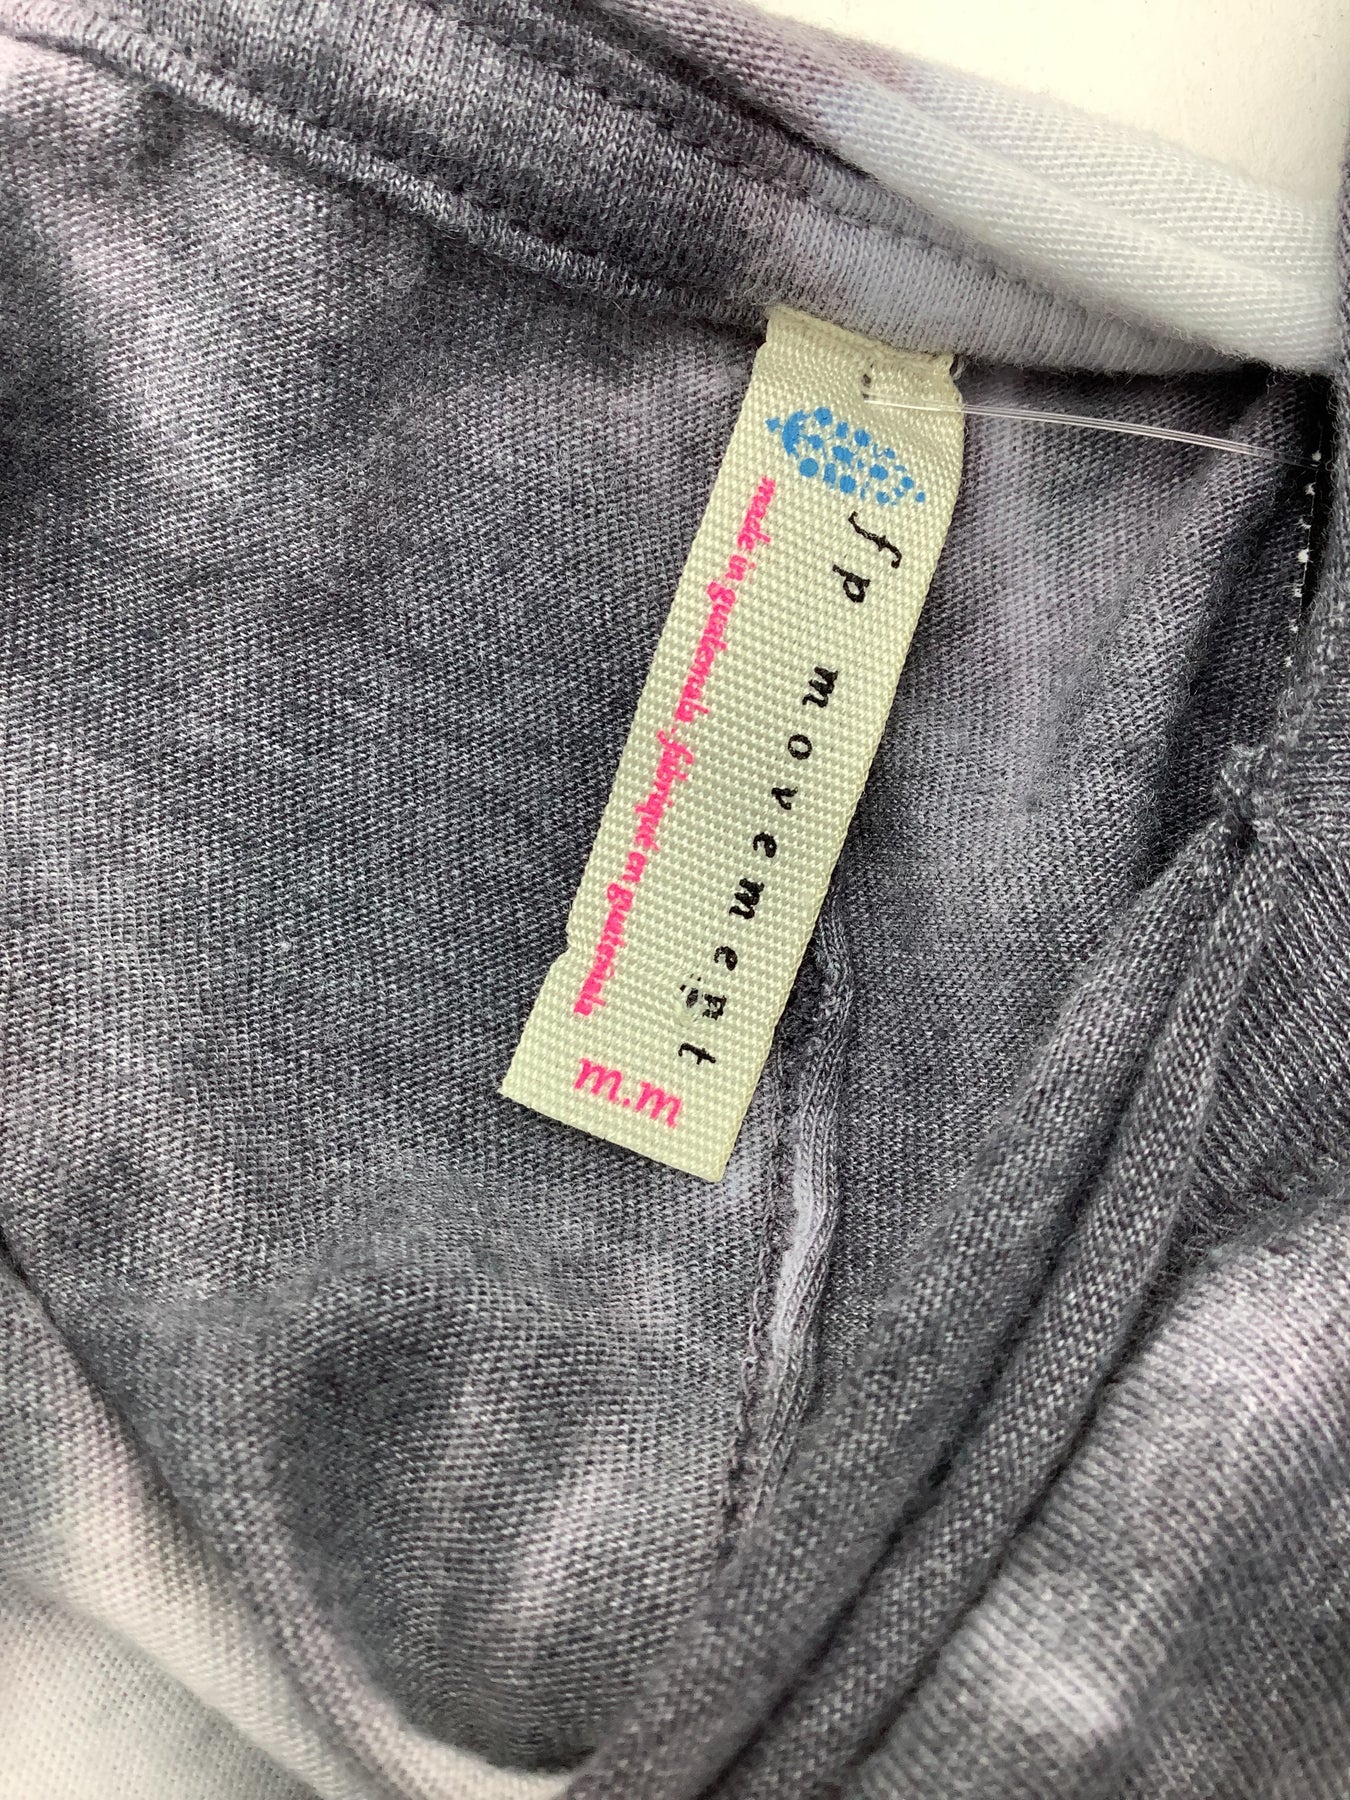 fp movement
made in guatemala · fabriqué en guatemala
m.m